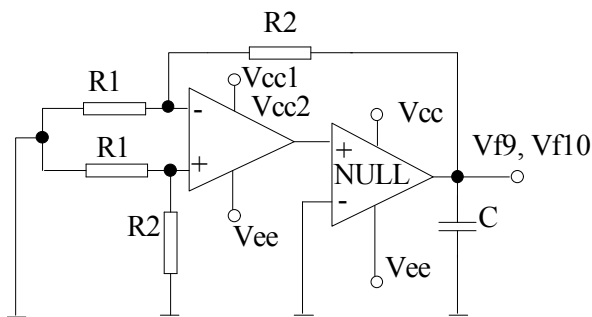 R2
R1
Vcc1
Vcc2
-
Vcc
Vf9, Vf10
R1
+
+
NULL
-
R2
C
Vee
Vee